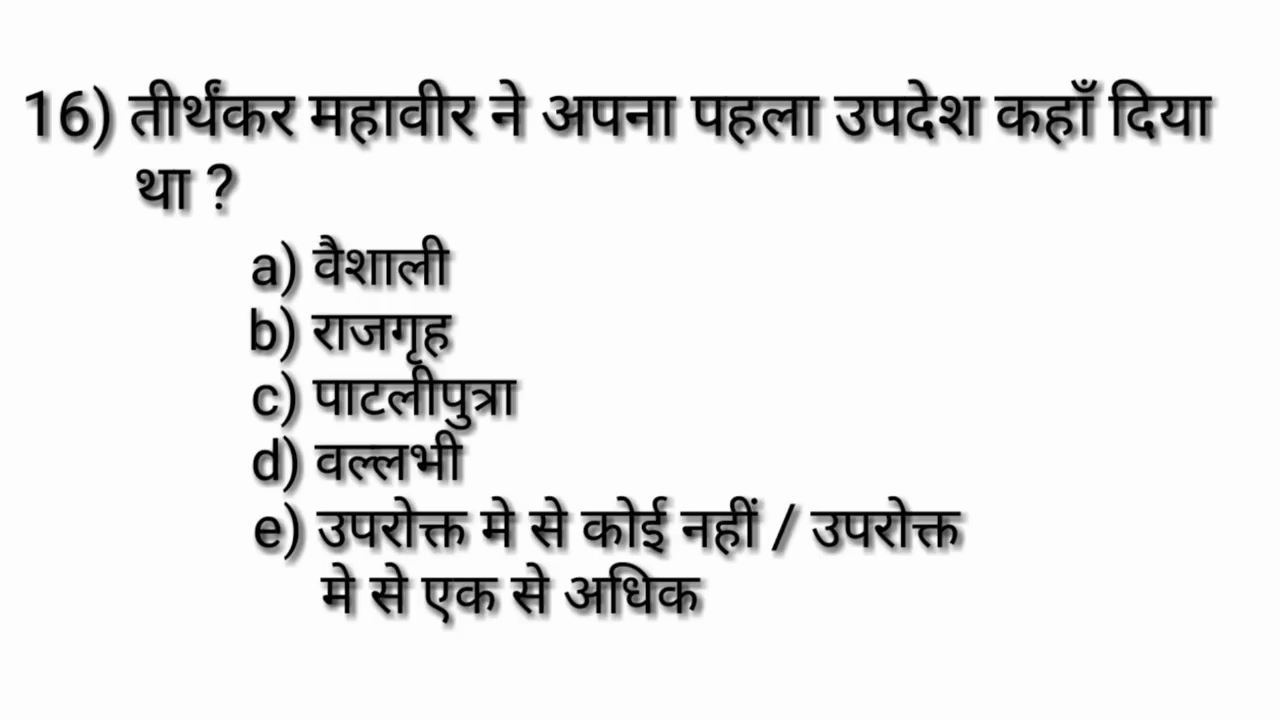 16) तीर्थंकर महावीर ने अपना पहला उपदेश कहाँ दिया
था ?
a) वैशाली
b) राजगृह
c) पाटलीपुत्रा
d) वल्लभी
e) उपरोक्त मे से कोई नहीं / उपरोक्त
मे से एक से अधिक